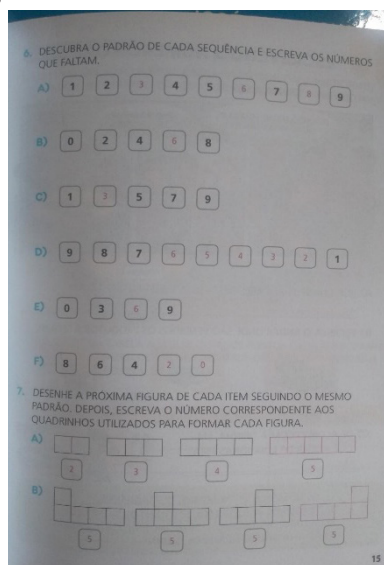 6. DESCUBRA O PADRÃO DE CADA SEQUÊNCIA E ESCREVA OS NÚMEROS
QUE FALTAM.
A) 1 2 3 4 5 6 7 8 9
B) 0 2 4 6 8
C) 1 3 5 7 9
D) 9 8 7 6 5 4 3 2 1
E) 0 3 6 9
F) 8 6 4 2 0
7. DESENHE A PRÓXIMA FIGURA DE CADA ITEM SEGUINDO O MESMO
PADRÃO. DEPOIS, ESCREVA O NÚMERO CORRESPONDENTE AOS
QUADRINHOS UTILIZADOS PARA FORMAR CADA FIGURA.
A)
2 3 4 5
B)
5 5 5 5
15